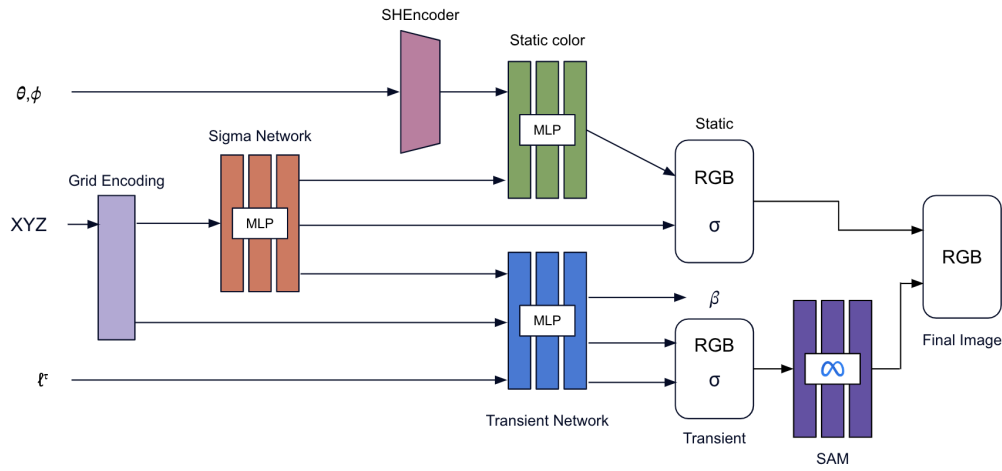 SHEncoder
Static color
θ,ϕ
MLP
Sigma Network
Static
Grid Encoding
RGB
XYZ
MLP
σ
RGB
β
MLP
RGB
Final Image
ℓᵗ
σ
Transient Network
Transient
SAM